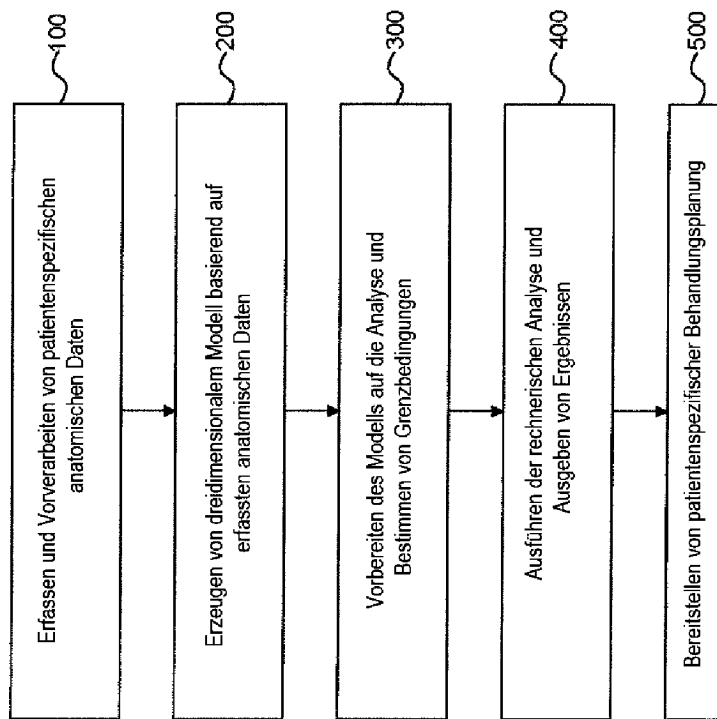 Erfassen und Vorverarbeiten von patientenspezifischen
anatomischen Daten
100
Erzeugen von dreidimensionalem Modell basierend auf
erfassten anatomischen Daten
200
Vorbereiten des Modells auf die Analyse und
Bestimmen von Grenzbedingungen
300
Ausführen der rechnerischen Analyse und
Ausgeben von Ergebnissen
400
Bereitstellen von patientenspezifischer Behandlungsplanung
500